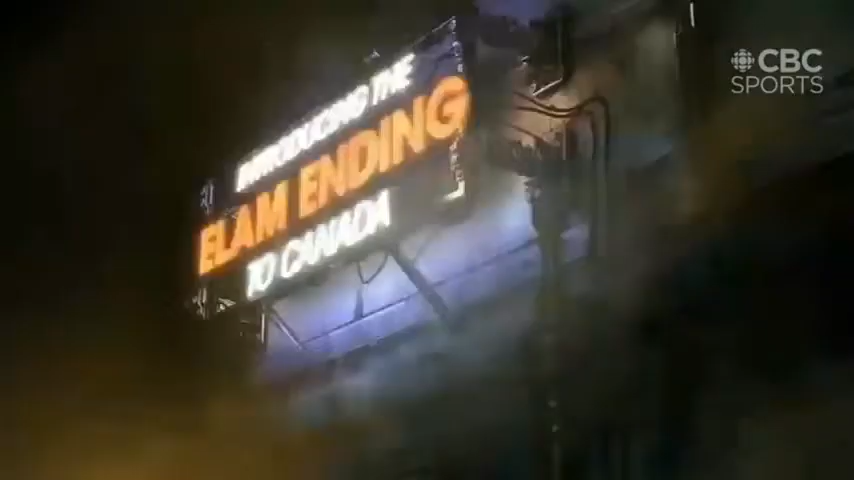 CBC
SPORTS
INTRODUCING THE
ELAM ENDING
TO CANADA